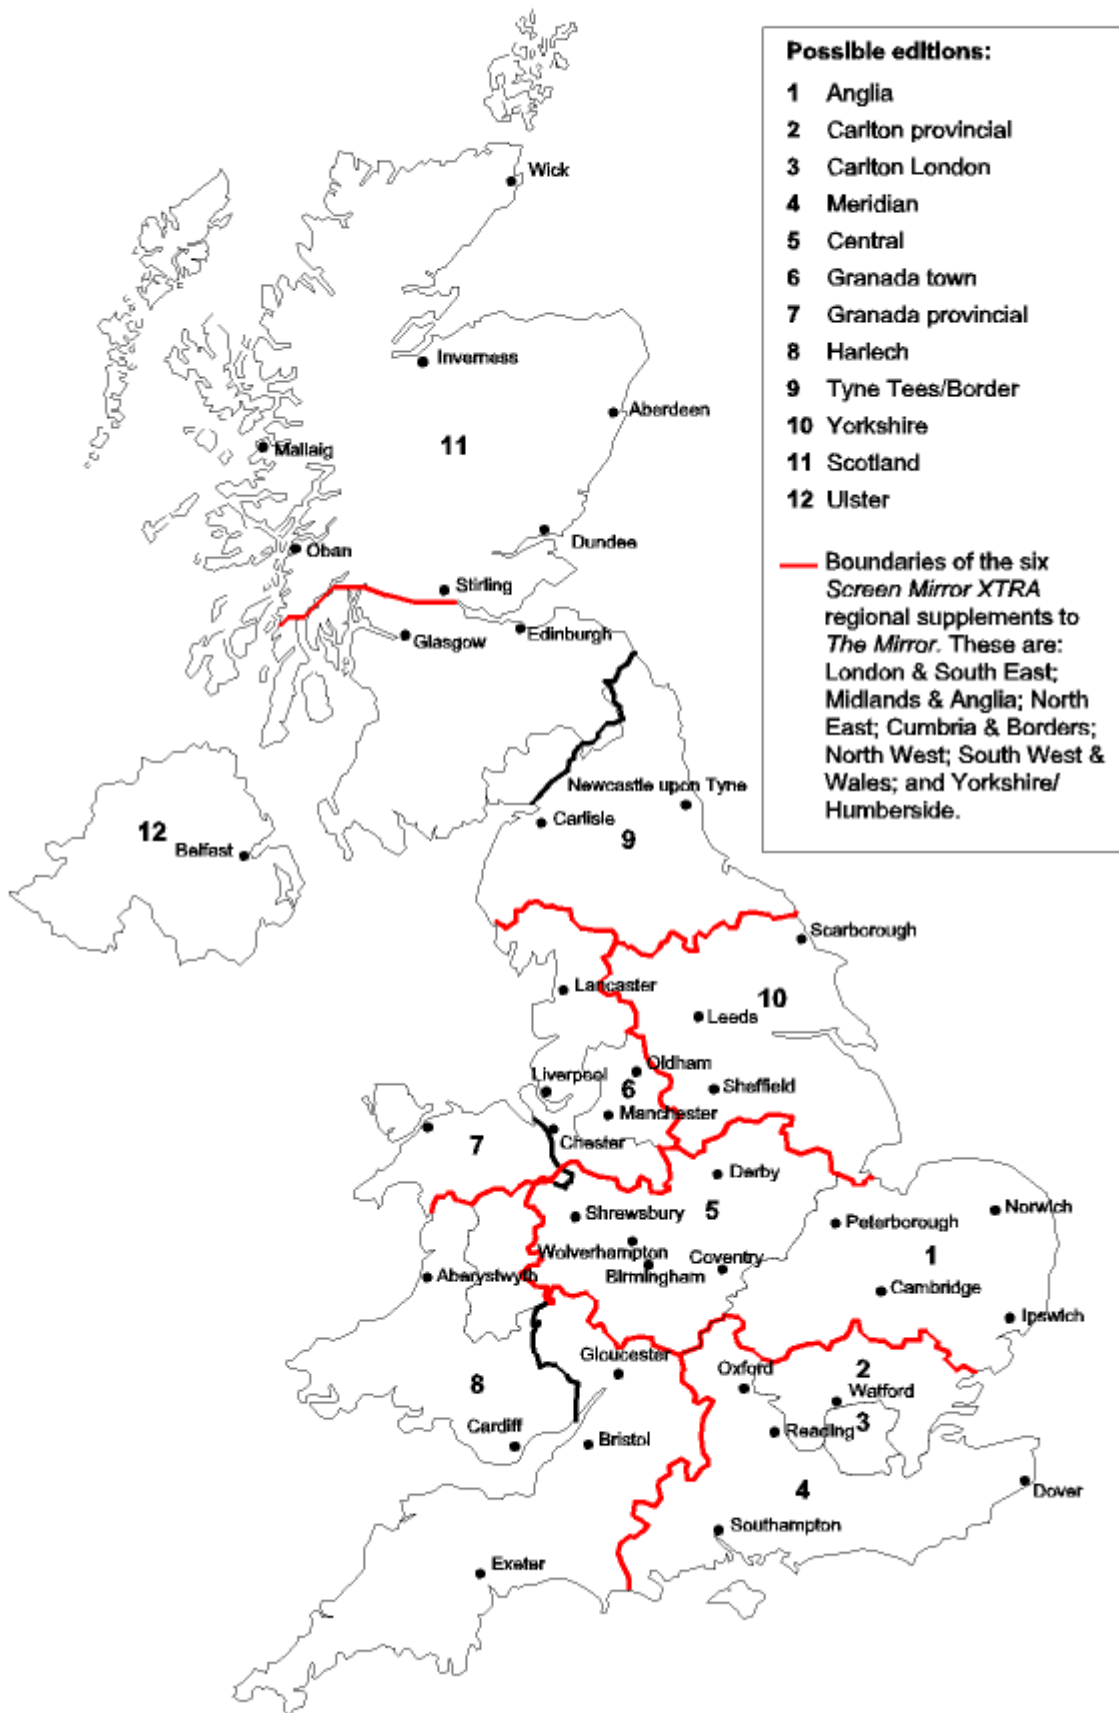 Possible editions:
1 Anglia
2 Carlton provincial
3 Carlton London
4 Meridian
5 Central
6 Granada town
7 Granada provincial
8 Harlech
9 Tyne Tees/Border
10 Yorkshire
11 Scotland
12 Ulster
Boundaries of the six
Screen Mirror XTRA
regional supplements to
The Mirror. These are:
London & South East;
Midlands & Anglia; North
East; Cumbria & Borders;
North West; South West &
Wales; and Yorkshire/
Humberside.
Wick
Inverness
Aberdeen
Mallaig
11
Dundee
Oban
Stirling
Glasgow
Edinburgh
Newcastle upon Tyne
Carlisle
9
12
Belfast
Scarborough
Lancaster
10
Leeds
Oldham
Liverpool
6
Sheffield
Manchester
Chester
7
Derby
Norwich
Shrewsbury
5
Peterborough
Wolverhampton
Birmingham
Coventry
1
Aberystwyth
Cambridge
Ipswich
Gloucester
Oxford
2
8
Watford
Cardiff
Bristol
Reading
3
4
Dover
Southampton
Exeter